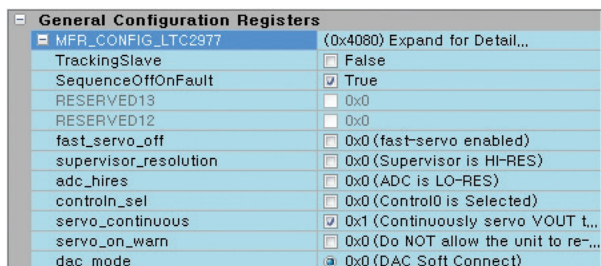 General Configuration Registers
MFR_CONFIG_LTC2977 (0x4080) Expand for Detail...
TrackingSlave False
SequenceOffOnFault True
RESERVED13 0x0
RESERVED12 0x0
fast_servo_off 0x0 (fast-servo enabled)
supervisor_resolution 0x0 (Supervisor is HI-RES)
adc_hires 0x0 (ADC is LO-RES)
controln_sel 0x0 (Control0 is Selected)
servo_continuous 0x1 (Continuously servo VOUT t...
servo_on_warn 0x0 (Do NOT allow the unit to re-...
dac_mode 0x0 (DAC Soft Connect)